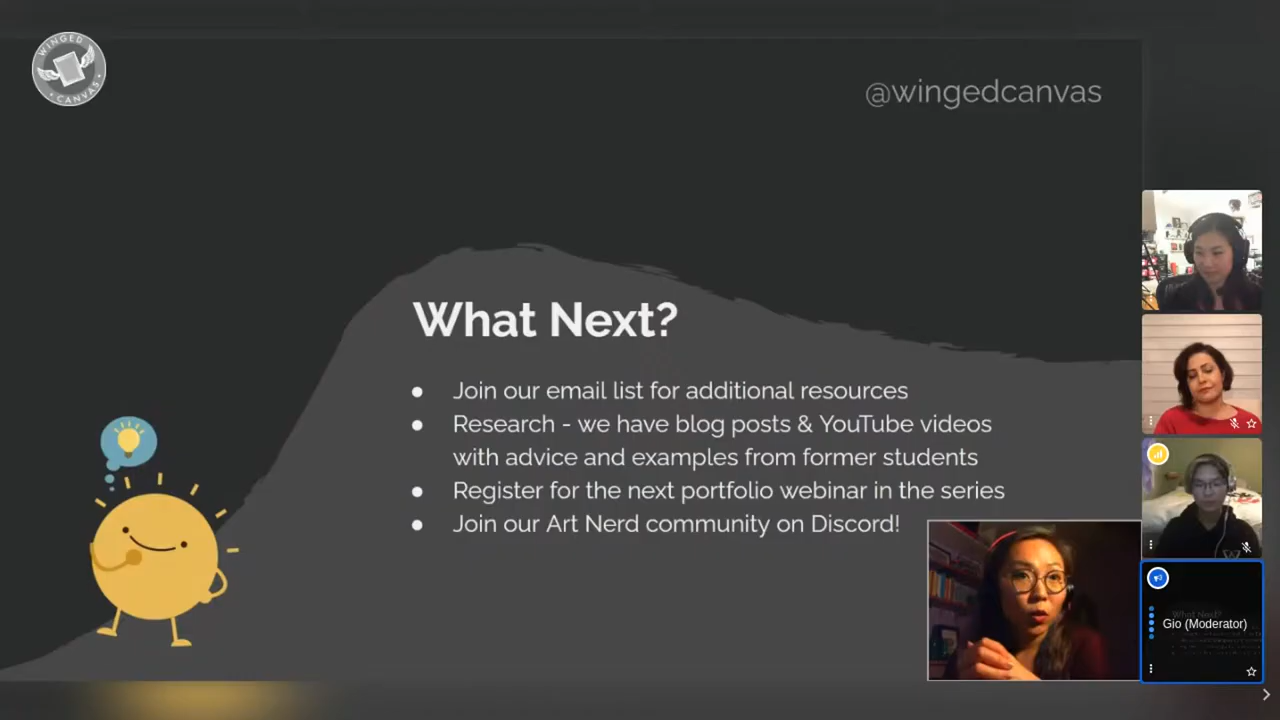 WINGED
CANVAS
@wingedcanvas
What Next?
● Join our email list for additional resources
● Research - we have blog posts & YouTube videos
with advice and examples from former students
● Register for the next portfolio webinar in the series
● Join our Art Nerd community on Discord!
What Next?
Gio (Moderator)